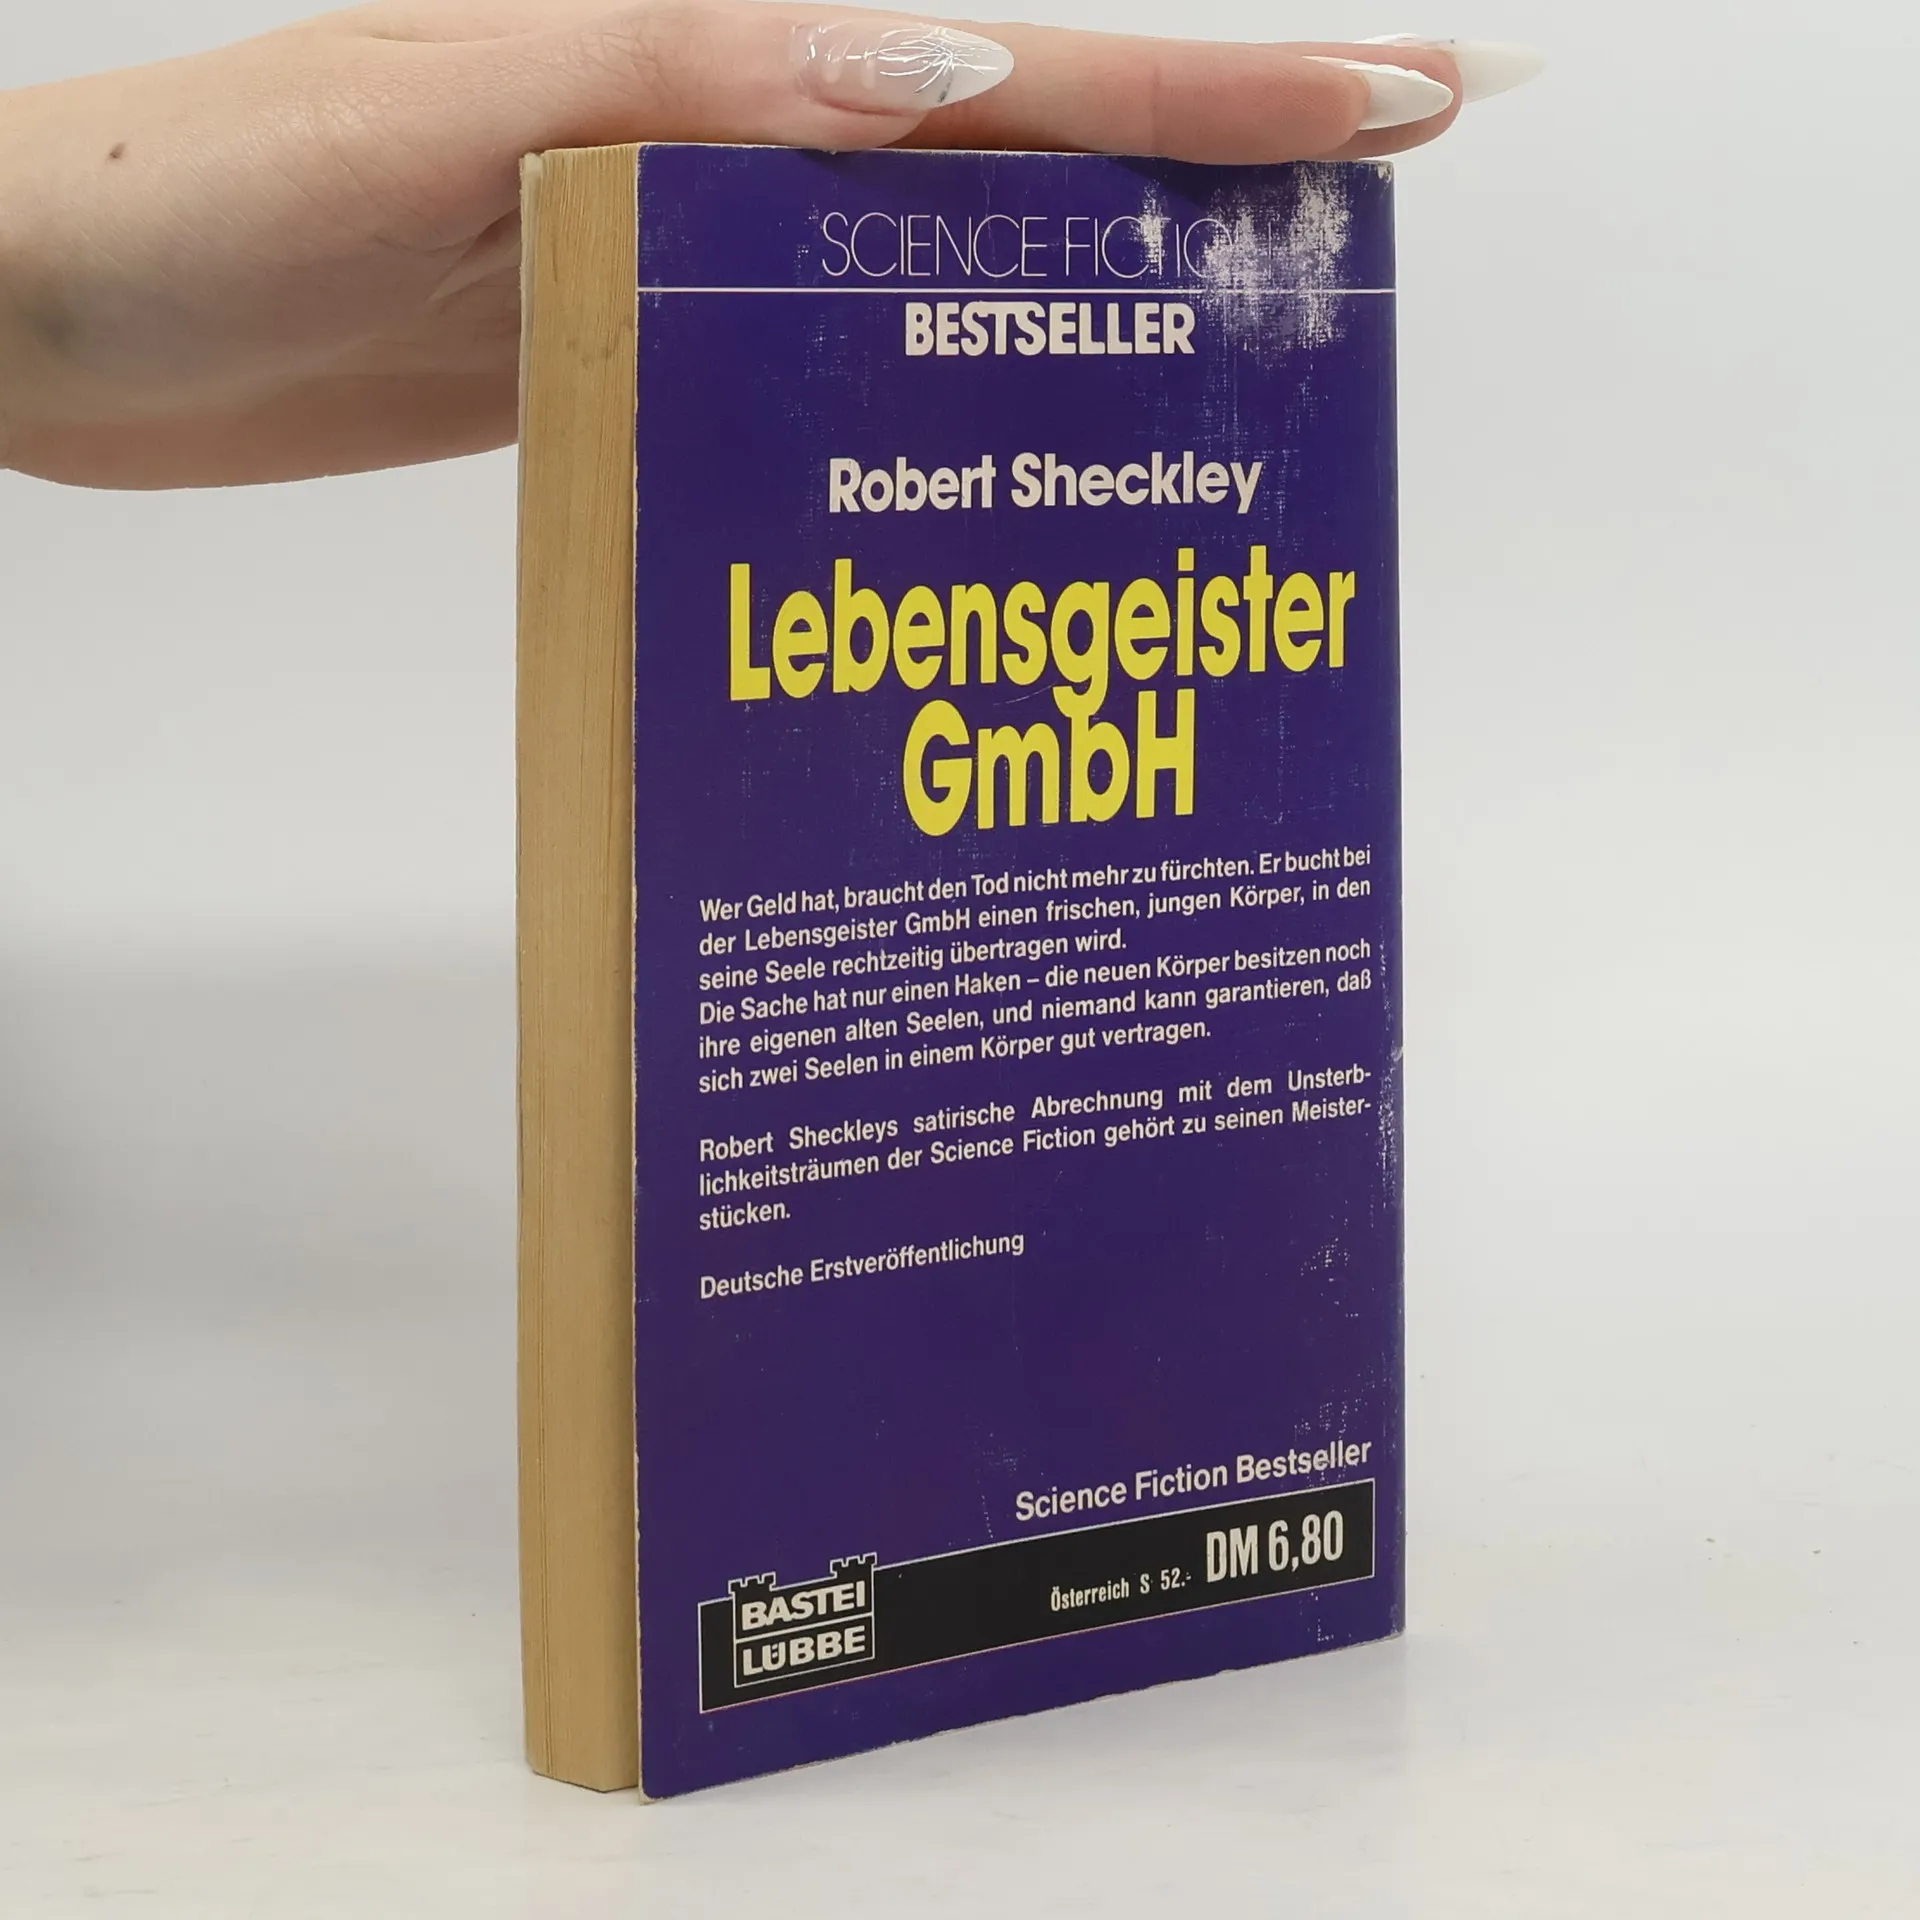 SCIENCE FICTION
BESTSELLER
Robert Sheckley
Lebensgeister
GmbH
Wer Geld hat, braucht den Tod nicht mehr zu fürchten. Er bucht bei
der Lebensgeister GmbH einen frischen, jungen Körper, in den
seine Seele rechtzeitig übertragen wird.
Die Sache hat nur einen Haken – die neuen Körper besitzen noch
ihre eigenen alten Seelen, und niemand kann garantieren, daß
sich zwei Seelen in einem Körper gut vertragen.
Robert Sheckleys satirische Abrechnung mit dem Unsterb-
lichkeitsträumen der Science Fiction gehört zu seinen Meister-
stücken.
Deutsche Erstveröffentlichung
Science Fiction Bestseller
Österreich S 52.- DM 6,80
BASTEI
LÜBBE